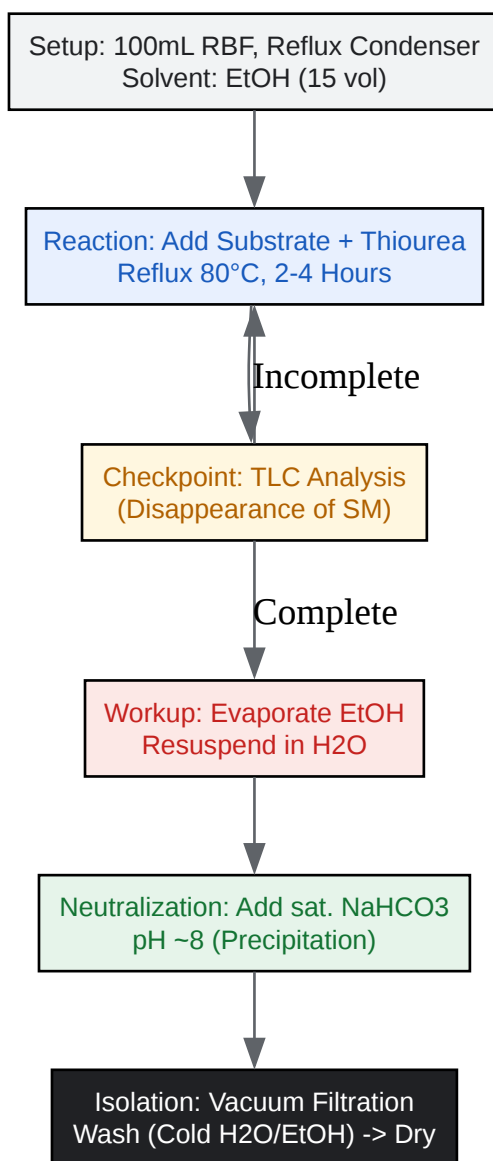 Setup: 100mL RBF, Reflux Condenser
Solvent: EtOH (15 vol)
Reaction: Add Substrate + Thiourea
Reflux 80°C, 2-4 Hours
Incomplete
Checkpoint: TLC Analysis
(Disappearance of SM)
Complete
Workup: Evaporate EtOH
Resuspend in H2O
Neutralization: Add sat. NaHCO3
pH ~8 (Precipitation)
Isolation: Vacuum Filtration
Wash (Cold H2O/EtOH) -> Dry